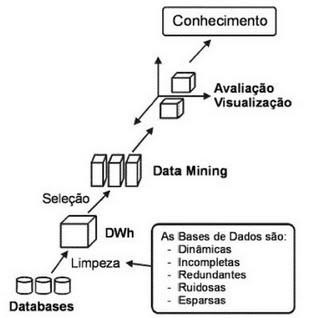 Conhecimento
Avaliação
Visualização
Data Mining
Seleção
DWh
Limpeza
Databases
As Bases de Dados são:
- Dinâmicas
- Incompletas
- Redundantes
- Ruidosas
- Esparsas